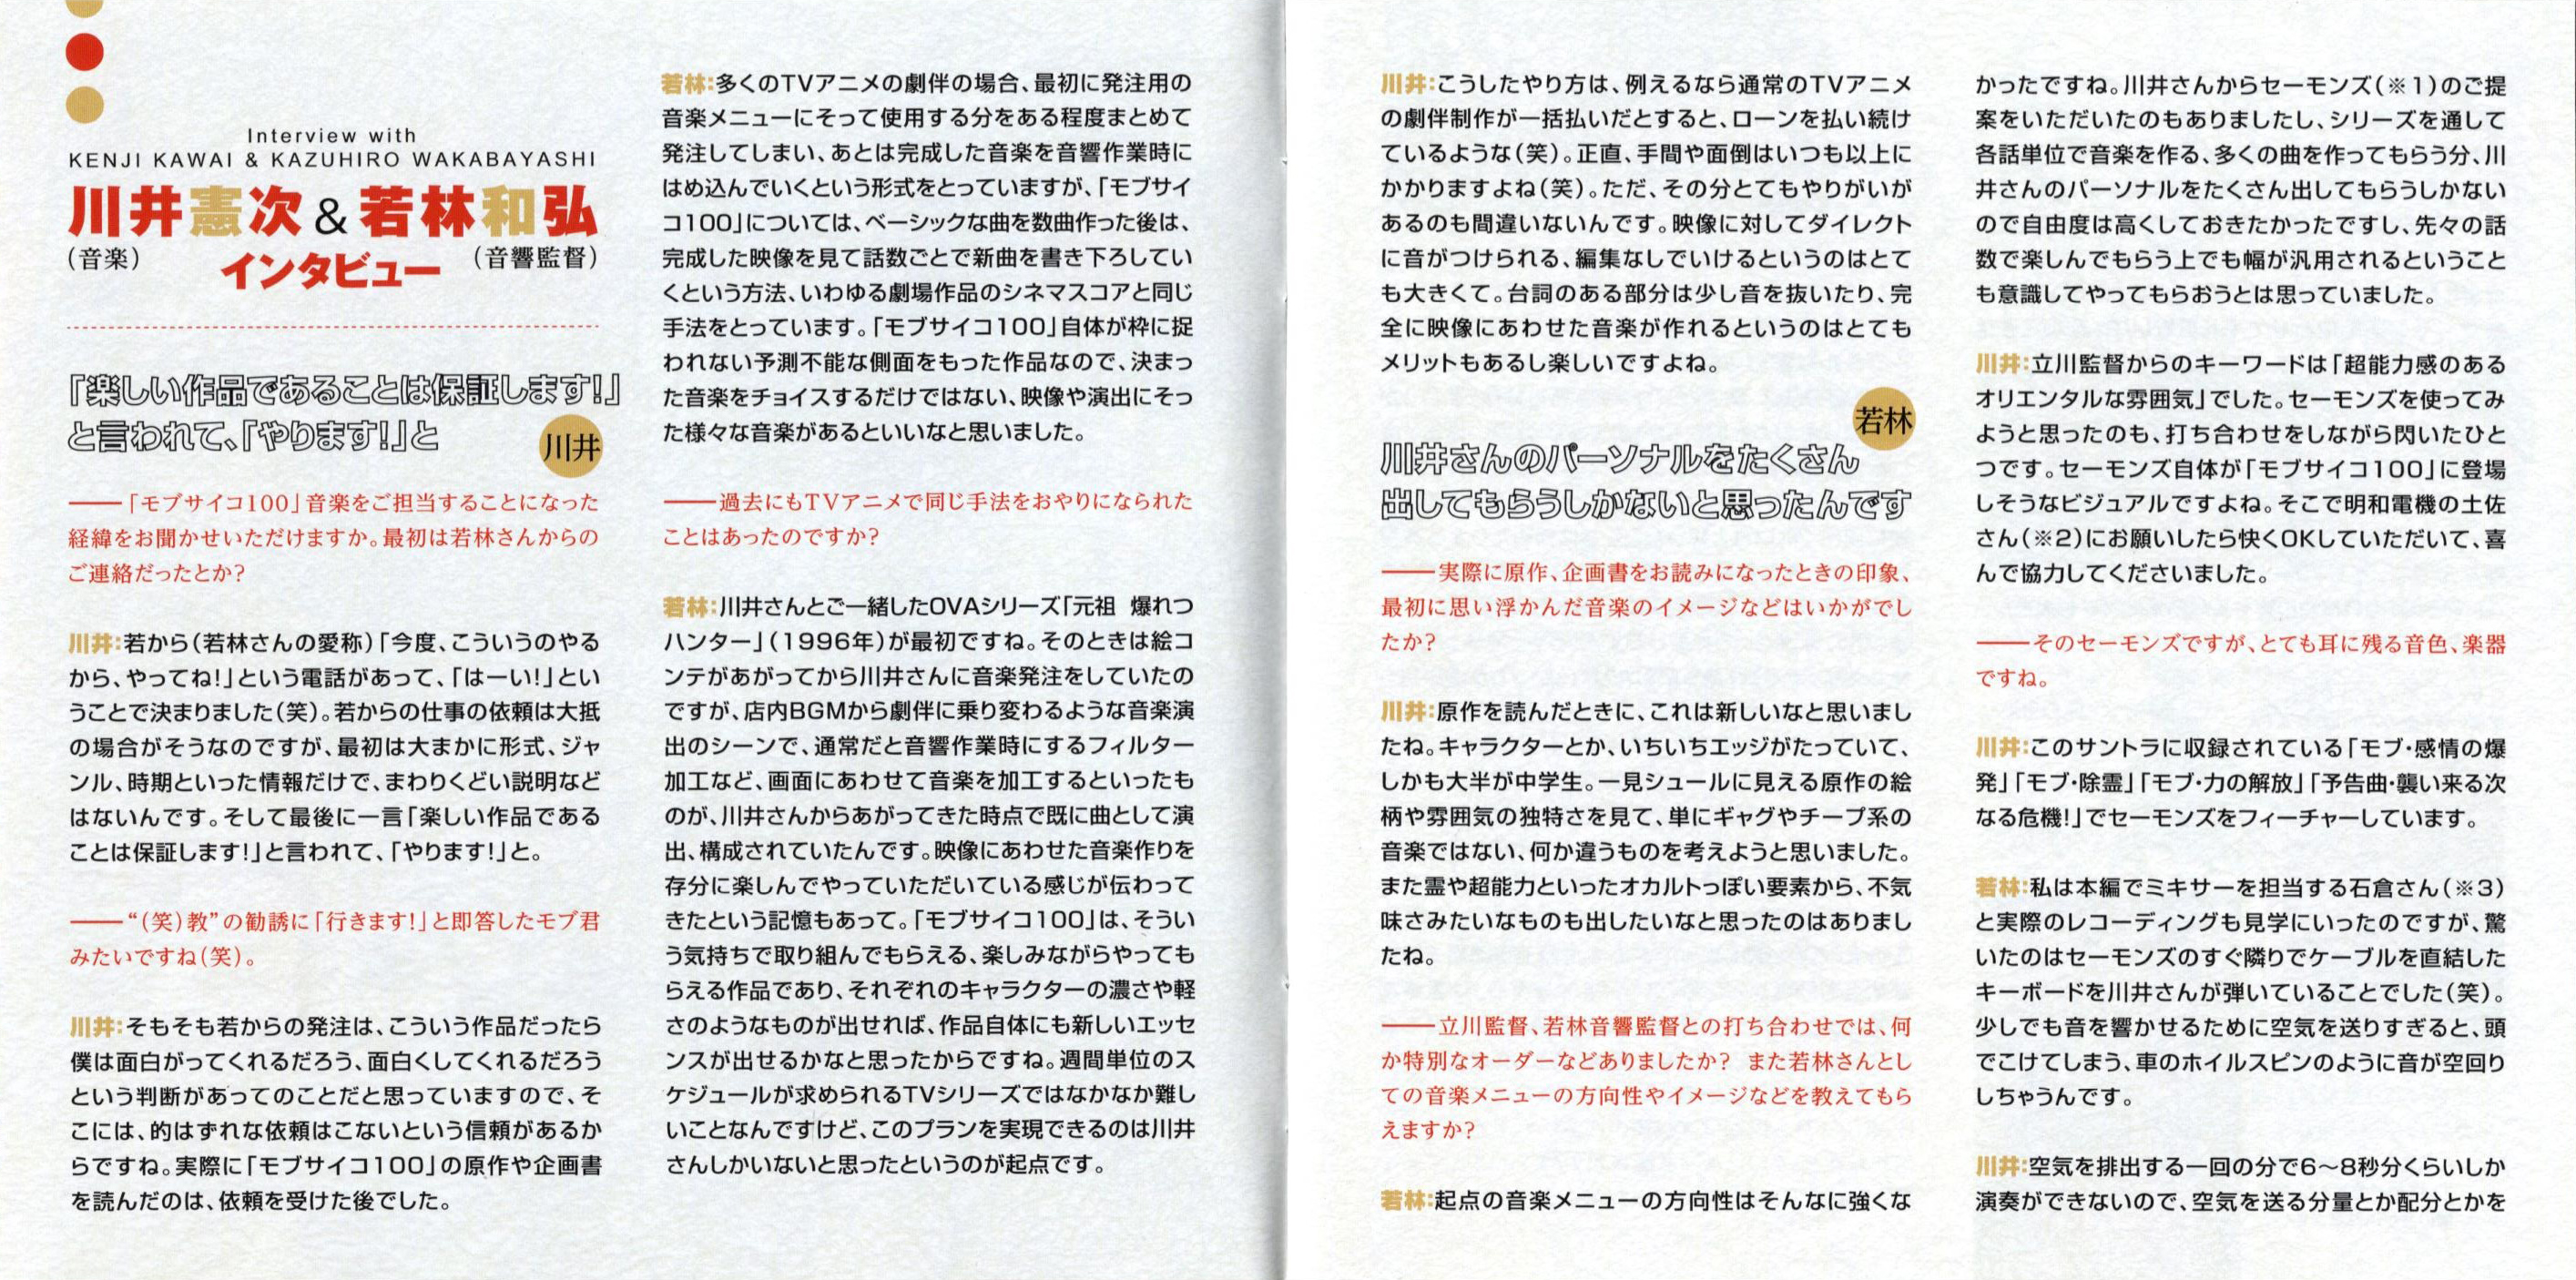 Interview with
KENJI KAWAI & KAZUHIRO WAKABAYASHI
川井憲次&若林和弘
(音楽) (音響監督)
インタビュー
「楽しい作品であることは保証します!」
と言われて、「やります!」と
川井
――「モブサイコ100」音楽をご担当することになった
経緯をお聞かせいただけますか。最初は若林さんからの
ご連絡だったとか?
川井:若から(若林さんの愛称)「今度、こういうのやる
から、やってね!」という電話があって、「はーい!」とい
うことで決まりました(笑)。若からの仕事の依頼は大抵
の場合がそうなのですが、最初は大まかに形式、ジャ
ンル、時期といった情報だけで、まわりくどい説明など
はないんです。そして最後に一言「楽しい作品である
ことは保証します!」と言われて、「やります!」と。
――“(笑)教”の勧誘に「行きます!」と即答したモブ君
みたいですね(笑)。
川井:そもそも若からの発注は、こういう作品だったら
僕は面白がってくれるだろう、面白くしてくれるだろう
という判断があってのことだと思っていますので、そ
こには、的はずれな依頼はこないという信頼があるか
らですね。実際に「モブサイコ100」の原作や企画書
を読んだのは、依頼を受けた後でした。
若林:多くのTVアニメの劇伴の場合、最初に発注用の
音楽メニューにそって使用する分をある程度まとめて
発注してしまい、あとは完成した音楽を音響作業時に
はめ込んでいくという形式をとっていますが、「モブサイ
コ100」については、ベーシックな曲を数曲作った後は、
完成した映像を見て話数ごとで新曲を書き下ろしてい
くという方法、いわゆる劇場作品のシネマスコアと同じ
手法をとっています。「モブサイコ100」自体が枠に捉
われない予測不能な側面をもった作品なので、決まっ
た音楽をチョイスするだけではない、映像や演出にそっ
た様々な音楽があるといいなと思いました。
――過去にもTVアニメで同じ手法をおやりになられた
ことはあったのですか?
若林:川井さんとご一緒したOVAシリーズ「元祖 爆れつ
ハンター」(1996年)が最初ですね。そのときは絵コ
ンテがあがってから川井さんに音楽発注をしていたの
ですが、店内BGMから劇伴に乗り変わるような音楽演
出のシーンで、通常だと音響作業時にするフィルター
加工など、画面にあわせて音楽を加工するといったも
のが、川井さんからあがってきた時点で既に曲として演
出、構成されていたんです。映像にあわせた音楽作りを
存分に楽しんでやっていただいている感じが伝わって
きたという記憶もあって。「モブサイコ100」は、そうい
う気持ちで取り組んでもらえる、楽しみながらやっても
らえる作品であり、それぞれのキャラクターの濃さや軽
さのようなものが出せれば、作品自体にも新しいエッセ
ンスが出せるかなと思ったからですね。週間単位のス
ケジュールが求められるTVシリーズではなかなか難し
いことなんですけど、このプランを実現できるのは川井
さんしかいないと思ったというのが起点です。
川井:こうしたやり方は、例えるなら通常のTVアニメ
の劇伴制作が一括払いだとすると、ローンを払い続け
ているような(笑)。正直、手間や面倒はいつも以上に
かかりますよね(笑)。ただ、その分とてもやりがいが
あるのも間違いないんです。映像に対してダイレクト
に音がつけられる、編集なしでいけるというのはとて
も大きくて。台詞のある部分は少し音を抜いたり、完
全に映像にあわせた音楽が作れるというのはとても
メリットもあるし楽しいですよね。
若林
川井さんのパーソナルをたくさん
出してもらうしかないと思ったんです
――実際に原作、企画書をお読みになったときの印象、
最初に思い浮かんだ音楽のイメージなどはいかがでし
たか?
川井:原作を読んだときに、これは新しいなと思いまし
たね。キャラクターとか、いちいちエッジがたっていて、
しかも大半が中学生。一見シュールに見える原作の絵
柄や雰囲気の独特さを見て、単にギャグやチープ系の
音楽ではない、何か違うものを考えようと思いました。
また霊や超能力といったオカルトっぽい要素から、不気
味さみたいなものも出したいなと思ったのはありまし
たね。
――立川監督、若林音響監督との打ち合わせでは、何
か特別なオーダーなどありましたか? また若林さんとし
ての音楽メニューの方向性やイメージなどを教えてもら
えますか?
若林:起点の音楽メニューの方向性はそんなに強くな
かったですね。川井さんからセーモンズ(※1)のご提
案をいただいたのもありましたし、シリーズを通して
各話単位で音楽を作る、多くの曲を作ってもらう分、川
井さんのパーソナルをたくさん出してもらうしかない
ので自由度は高くしておきたかったですし、先々の話
数で楽しんでもらう上でも幅が汎用されるということ
も意識してやってもらおうとは思っていました。
川井:立川監督からのキーワードは「超能力感のある
オリエンタルな雰囲気」でした。セーモンズを使ってみ
ようと思ったのも、打ち合わせをしながら閃いたひと
つです。セーモンズ自体が「モブサイコ100」に登場
しそうなビジュアルですよね。そこで明和電機の土佐
さん(※2)にお願いしたら快くOKしていただいて、喜
んで協力してくださいました。
――そのセーモンズですが、とても耳に残る音色、楽器
ですね。
川井:このサントラに収録されている「モブ・感情の爆
発」「モブ・除霊」「モブ・力の解放」「予告曲・襲い来る次
なる危機!」でセーモンズをフィーチャーしています。
若林:私は本編でミキサーを担当する石倉さん(※3)
と実際のレコーディングも見学にいったのですが、驚
いたのはセーモンズのすぐ隣りでケーブルを直結した
キーボードを川井さんが弾いていることでした(笑)。
少しでも音を響かせるために空気を送りすぎると、頭
でこけてしまう、車のホイルスピンのように音が空回り
しちゃうんです。
川井:空気を排出する一回の分で6～8秒分くらいしか
演奏ができないので、空気を送る分量とか配分とかを